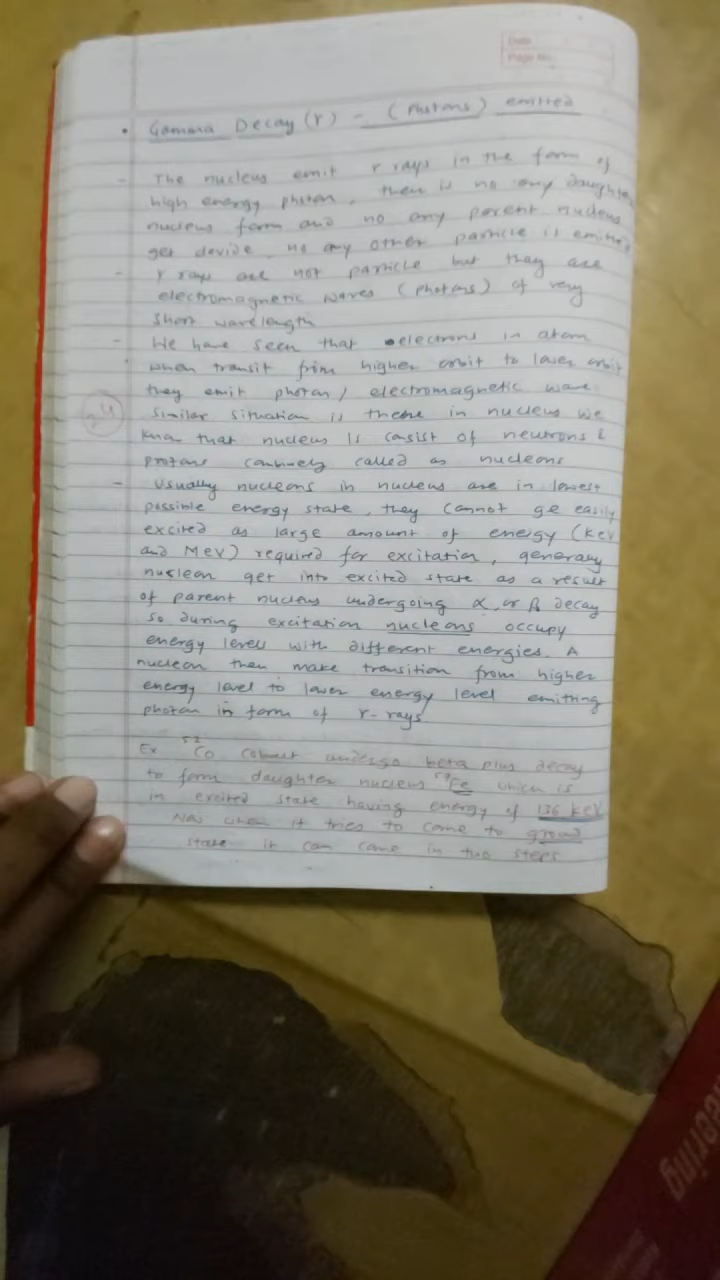 Date
Page No.
• Gamma Decay (r) - (Photons) emitted
- The nucleus emit r rays in the form of
high energy photon, then is no any daughter
nucleus form and no any parent nucleus
get devide, no any other particle is emitted
- r rays are not particle but they are
electromagnetic waves (photons) of very
short wavelength
- We have seen that electrons in atom
when transit from higher orbit to lower orbit
they emit photon / electromagnetic wave
similar situation is there in nucleus we
know that nucleus is consist of neutrons &
protons commonly called as nucleons
- Usually nucleons in nucleus are in lowest
possible energy state, they cannot ge easily
excited as large amount of energy (KeV
and MeV) required for excitation, generally
nucleon get into excited state as a result
of parent nucleus undergoing α or β decay
so during excitation nucleons occupy
energy levels with different energies. A
nucleon then make transition from higher
energy level to lower energy level emitting
photon in form of r-rays
Ex Co cobalt undergo beta plus decay
to form daughter nucleus Fe which is
in excited state having energy of 136 KeV
Now when it tries to come to ground
state it can come in two steps
eering